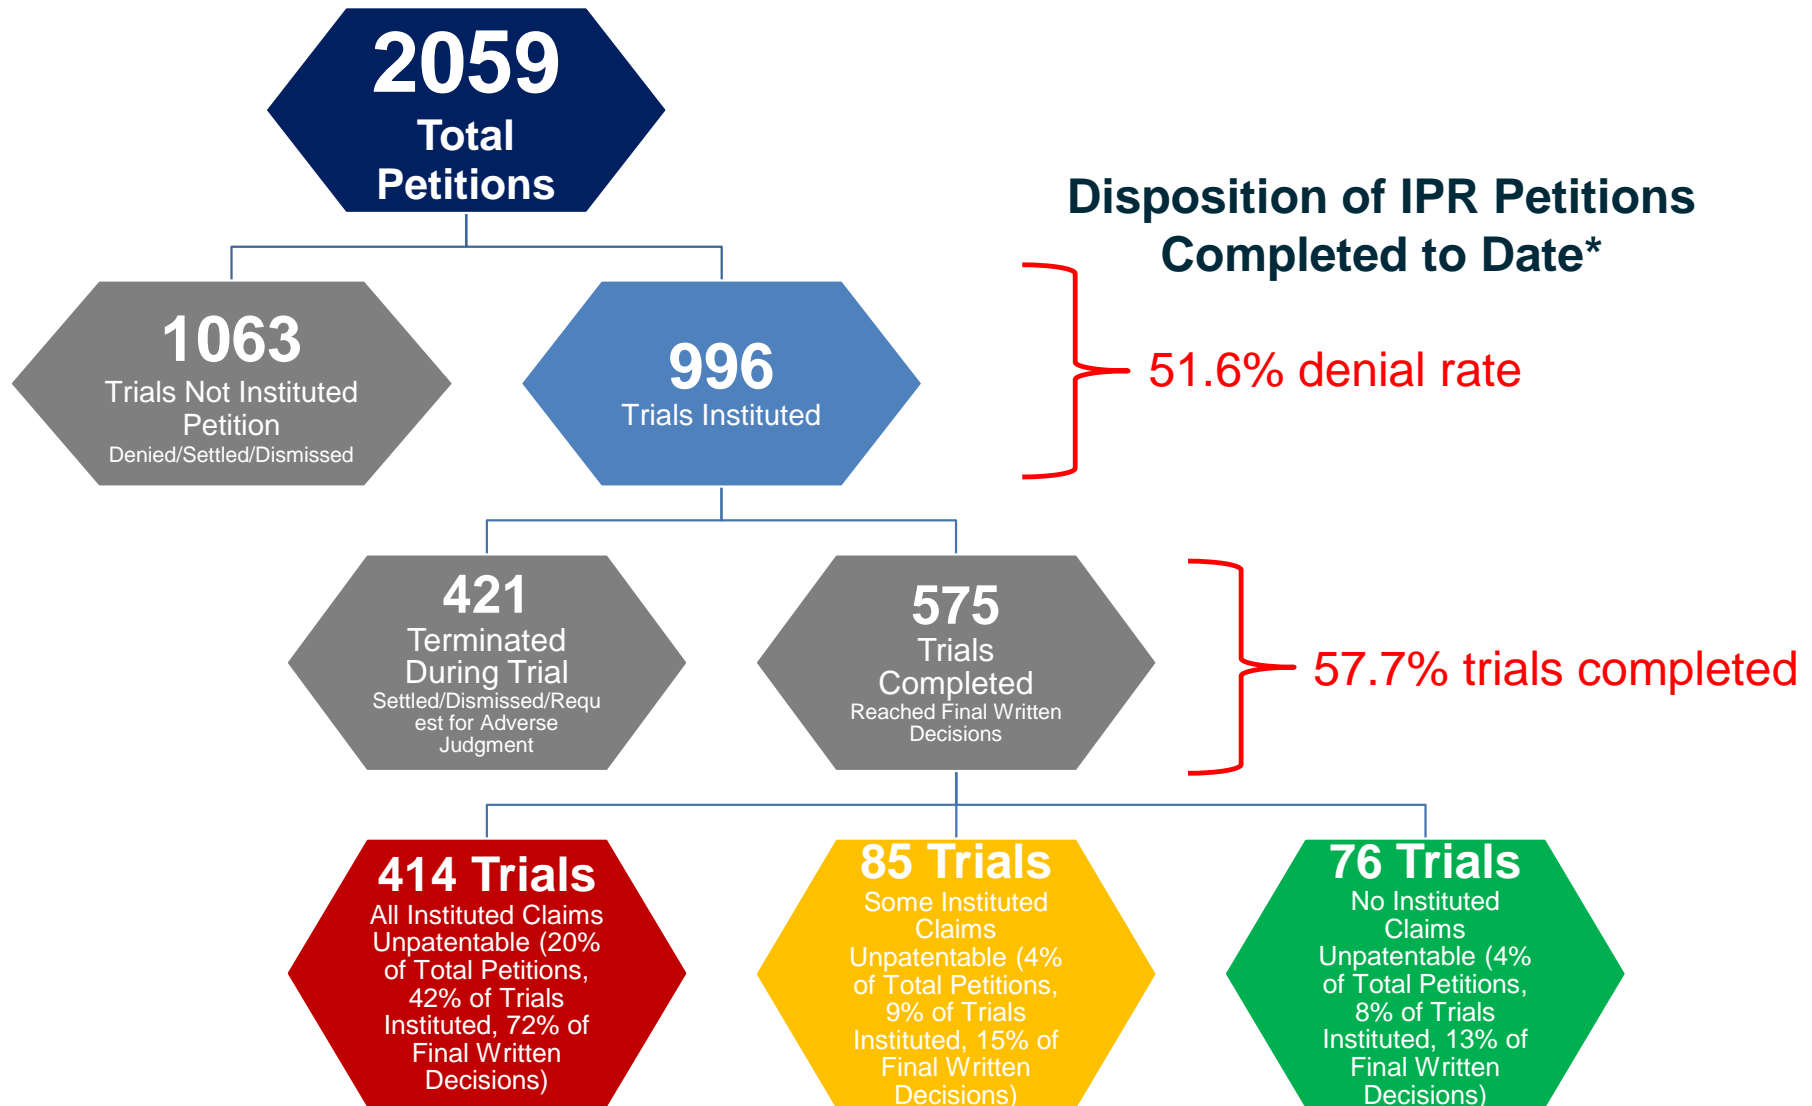 2059
Total
Petitions
Disposition of IPR Petitions
Completed to Date*
1063
Trials Not Instituted
Petition
Denied/Settled/Dismissed
996
Trials Instituted
51.6% denial rate
421
Terminated
During Trial
Settled/Dismissed/Requ
est for Adverse
Judgment
575
Trials
Completed
Reached Final Written
Decisions
57.7% trials completed
414 Trials
All Instituted Claims
Unpatentable (20%
of Total Petitions,
42% of Trials
Instituted, 72% of
Final Written
Decisions)
85 Trials
Some Instituted
Claims
Unpatentable (4%
of Total Petitions,
9% of Trials
Instituted, 15% of
Final Written
Decisions)
76 Trials
No Instituted
Claims
Unpatentable (4%
of Total Petitions,
8% of Trials
Instituted, 13% of
Final Written
Decisions)